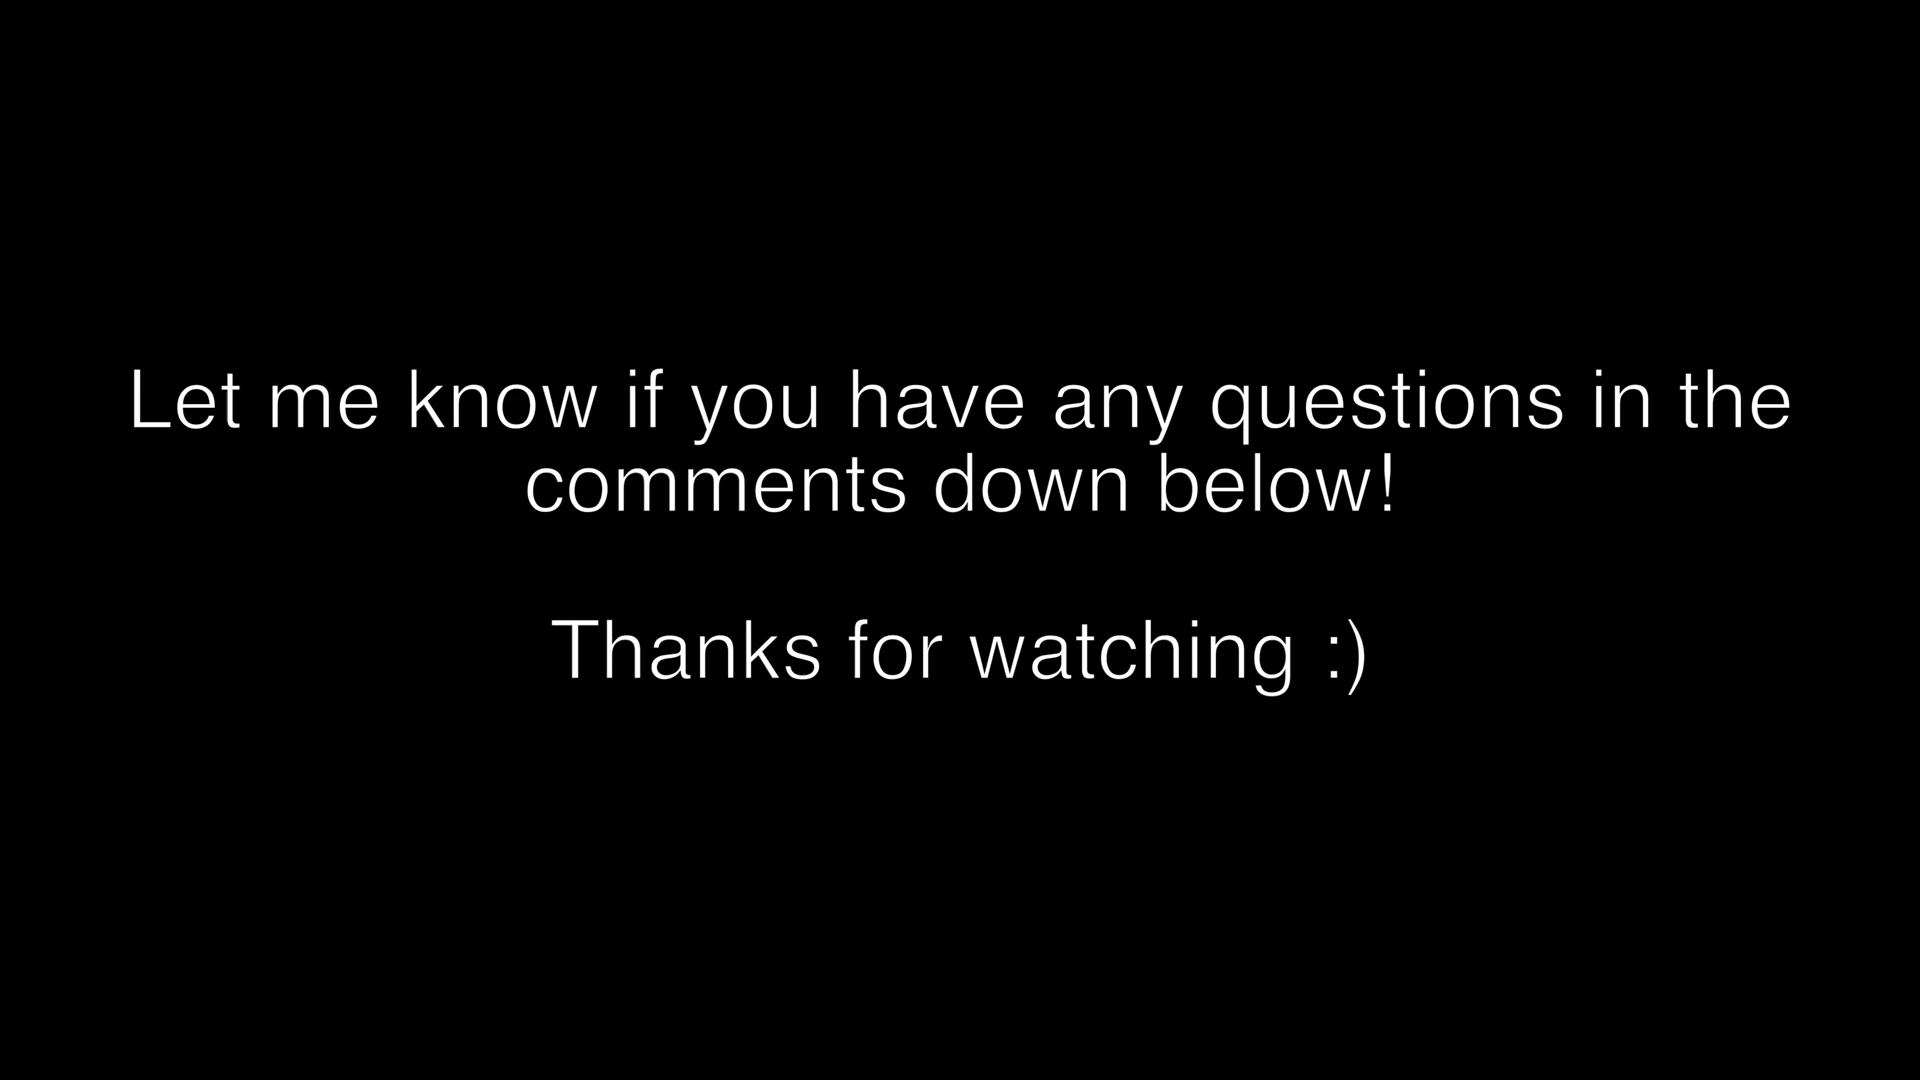 Let me know if you have any questions in the
comments down below!
Thanks for watching :)